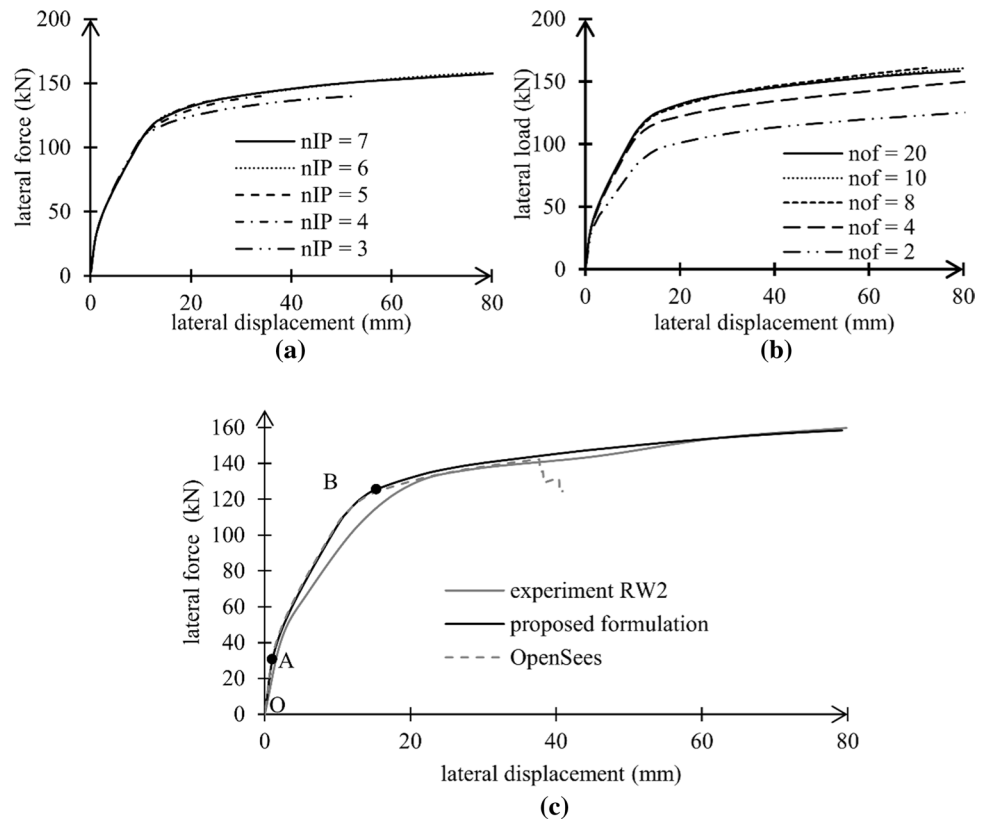 200
150
100
50
0
lateral force (kN)
nIP = 7
nIP = 6
nIP = 5
nIP = 4
nIP = 3
0 20 40 60 80
lateral displacement (mm)
(a)
200
150
100
50
0
lateral load (kN)
nof = 20
nof = 10
nof = 8
nof = 4
nof = 2
0 20 40 60 80
lateral displacement (mm)
(b)
160
140
120
100
80
60
40
20
0
lateral force (kN)
B
A
O
experiment RW2
proposed formulation
OpenSees
0 20 40 60 80
lateral displacement (mm)
(c)